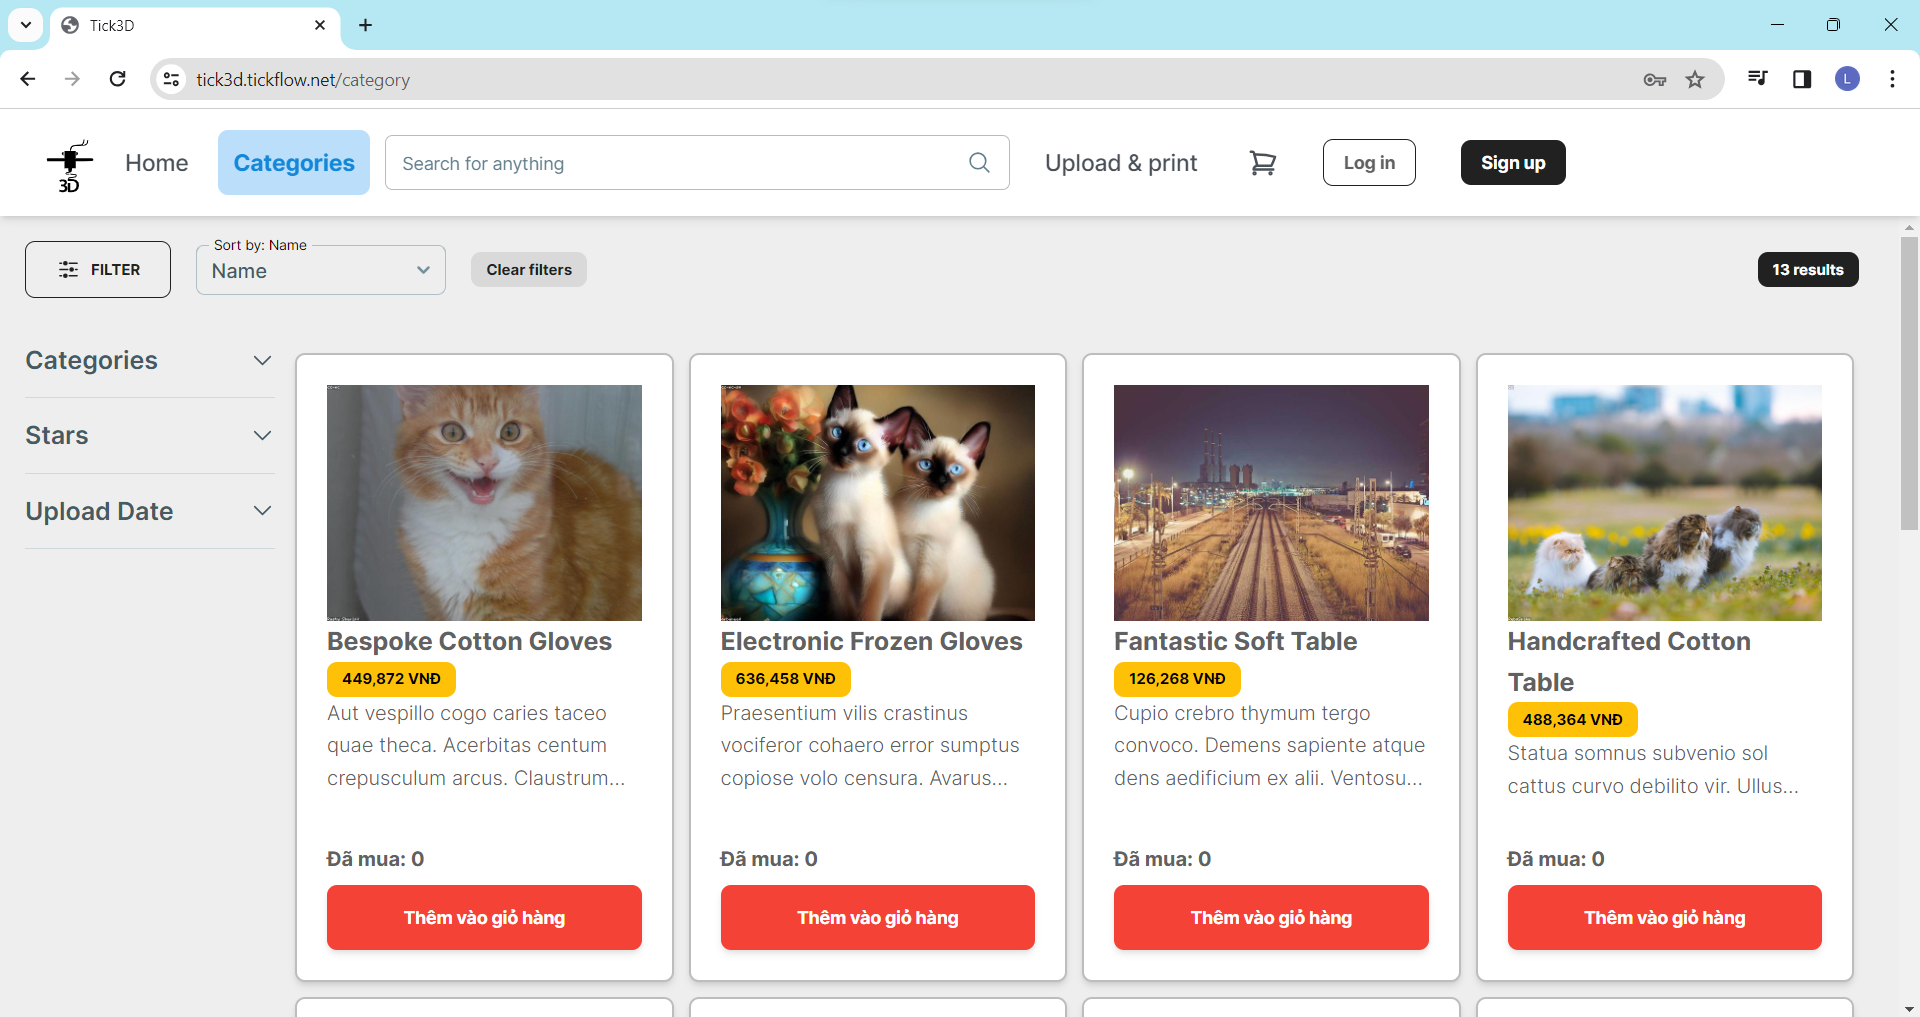 Tick3D
tick3d.tickflow.net/category
L
3D
Home
Categories
Search for anything
Upload & print
Log in
Sign up
FILTER
Sort by: Name
Name
Clear filters
13 results
Categories
Stars
Upload Date
Bespoke Cotton Gloves
449,872 VNĐ
Aut vespillo cogo caries taceo
quae theca. Acerbitas centum
crepusculum arcus. Claustrum...
Đã mua: 0
Thêm vào giỏ hàng
Electronic Frozen Gloves
636,458 VNĐ
Praesentium vilis crastinus
vociferor cohaero error sumptus
copiose volo censura. Avarus...
Đã mua: 0
Thêm vào giỏ hàng
Fantastic Soft Table
126,268 VNĐ
Cupio crebro thymum tergo
convoco. Demens sapiente atque
dens aedificium ex alii. Ventosu...
Đã mua: 0
Thêm vào giỏ hàng
Handcrafted Cotton
Table
488,364 VNĐ
Statua somnus subvenio sol
cattus curvo debilito vir. Ullus...
Đã mua: 0
Thêm vào giỏ hàng